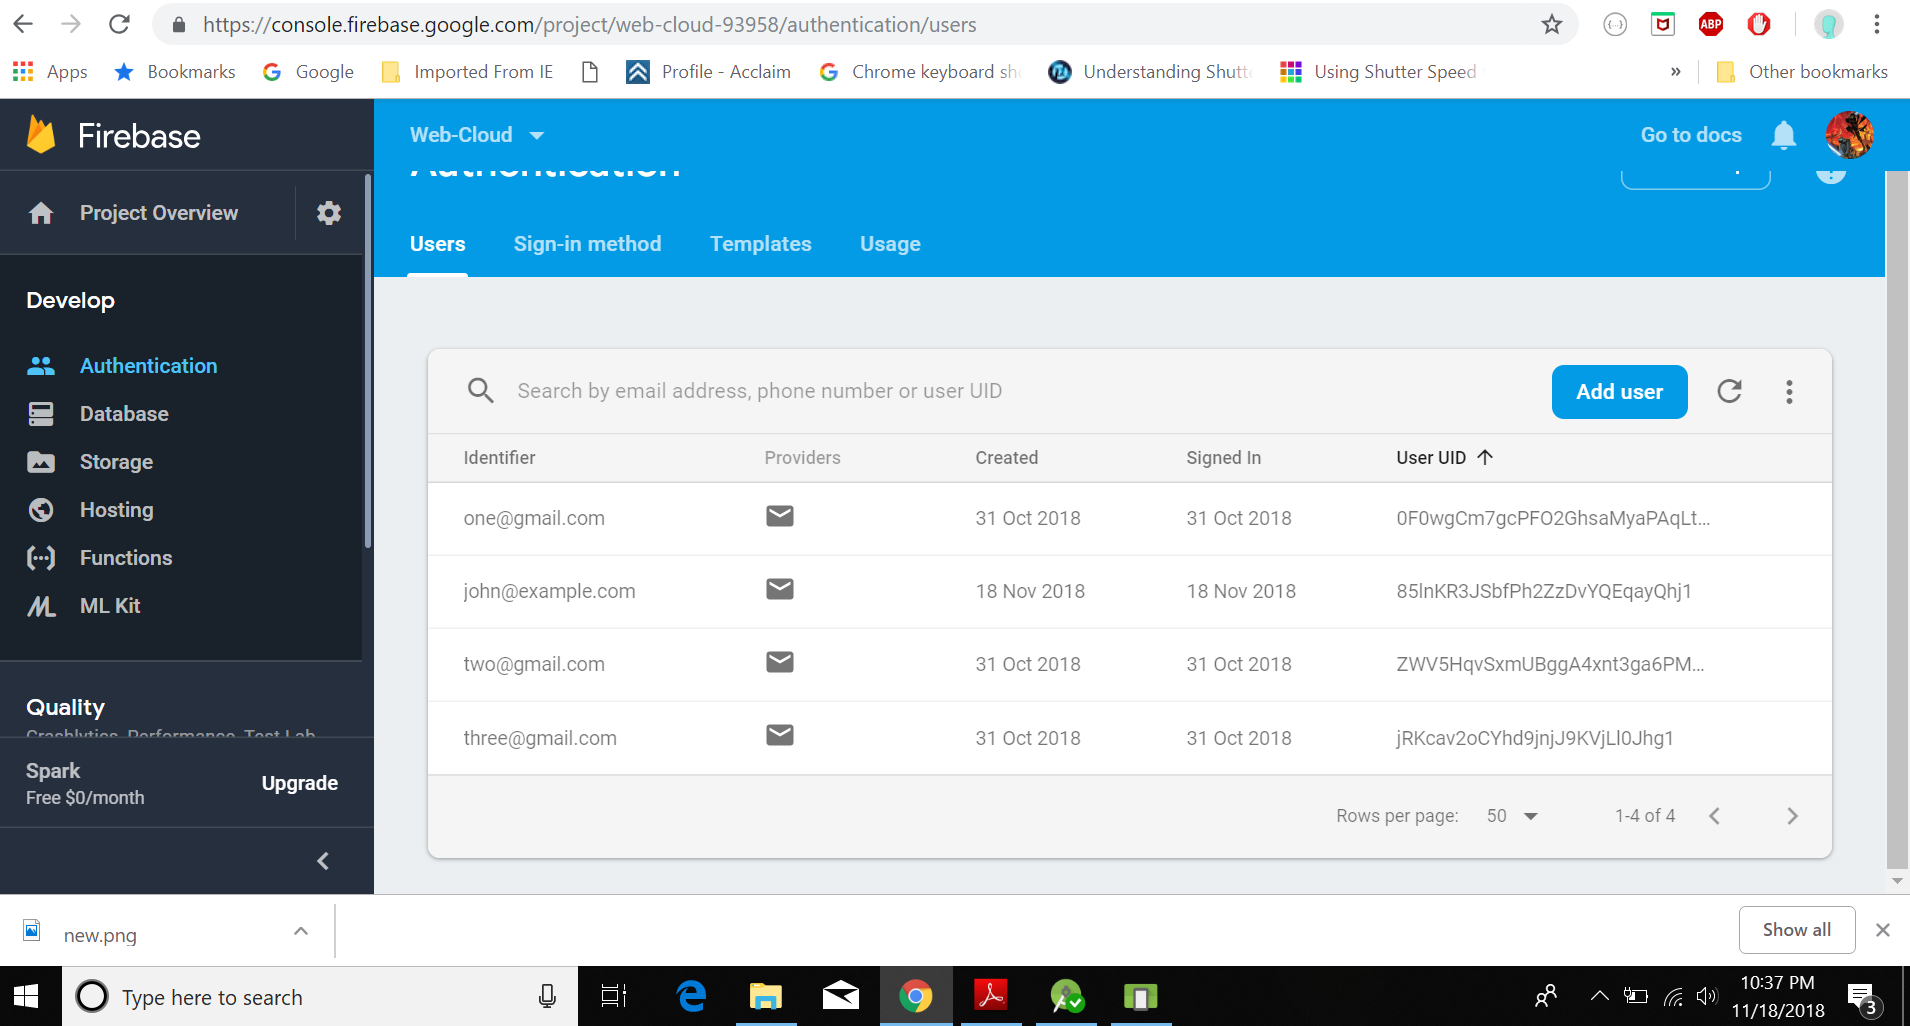 https://console.firebase.google.com/project/web-cloud-93958/authentication/users
Apps
Bookmarks
Google
Imported From IE
Profile - Acclaim
Chrome keyboard sh
Understanding Shutt
Using Shutter Speed
»
Other bookmarks
Firebase
Web-Cloud
Go to docs
Authentication
Project Overview
Users
Sign-in method
Templates
Usage
Develop
Authentication
Database
Storage
Hosting
Functions
ML Kit
Quality
Crashlytics, Performance, Test Lab
Spark
Free $0/month
Upgrade
Search by email address, phone number or user UID
Add user
Identifier Providers Created Signed In User UID
one@gmail.com 31 Oct 2018 31 Oct 2018 0F0wgCm7gcPFO2GhsaMyaPAqLt...
john@example.com 18 Nov 2018 18 Nov 2018 85lnKR3JSbfPh2ZzDvYQEqayQhj1
two@gmail.com 31 Oct 2018 31 Oct 2018 ZWV5HqvSxmUBggA4xnt3ga6PM...
three@gmail.com 31 Oct 2018 31 Oct 2018 jRKcav2oCYhd9jnjJ9KVjLl0Jhg1
Rows per page: 50 1-4 of 4
new.png
Show all
Type here to search
10:37 PM
11/18/2018
3
ABP